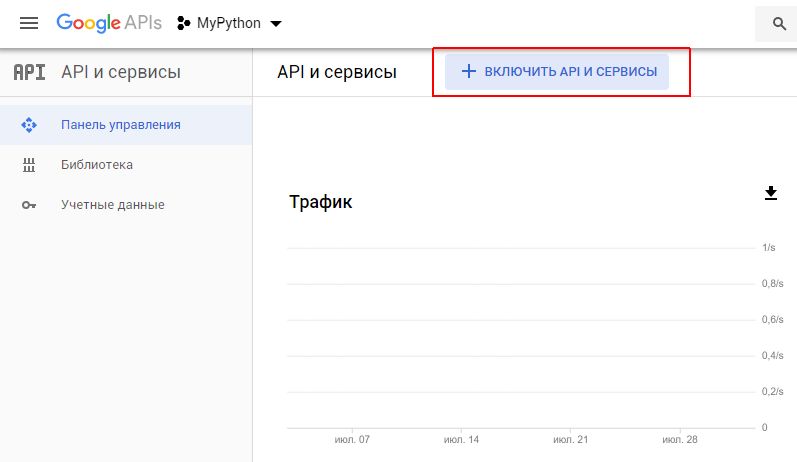 Google APIs MyPython
API API и сервисы API и сервисы + ВКЛЮЧИТЬ API И СЕРВИСЫ
Панель управления
Библиотека
Учетные данные
Трафик
1/s
0,8/s
0,6/s
0,4/s
0,2/s
0
июл. 07 июл. 14 июл. 21 июл. 28